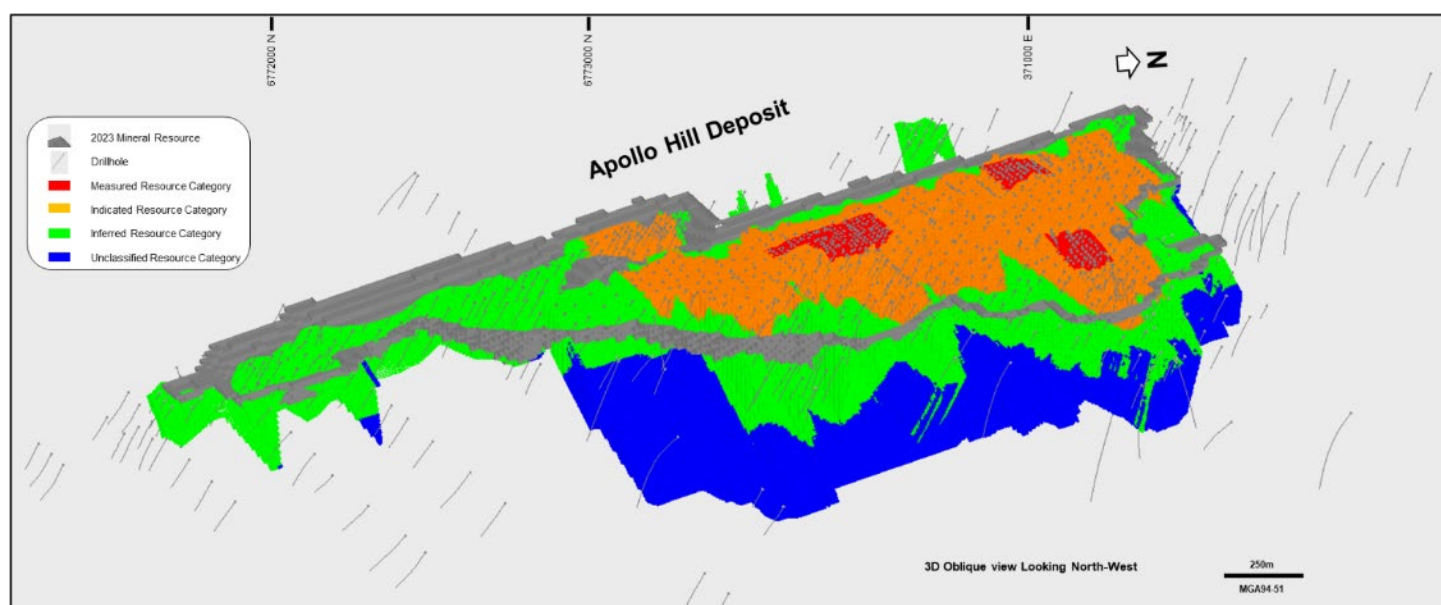 6772000 N
6773000 N
371000 E
N
Apollo Hill Deposit
2023 Mineral Resource
Drillhole
Measured Resource Category
Indicated Resource Category
Inferred Resource Category
Unclassified Resource Category
3D Oblique view Looking North-West
250m
MGA94-51